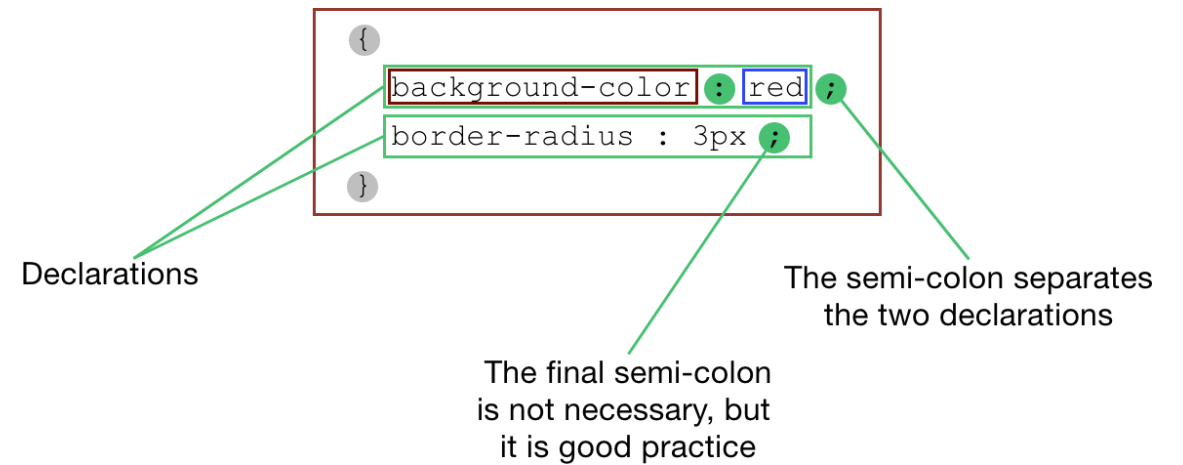 {
background-color : red ;
border-radius : 3px ;
}
Declarations
The semi-colon separates
the two declarations
The final semi-colon
is not necessary, but
it is good practice